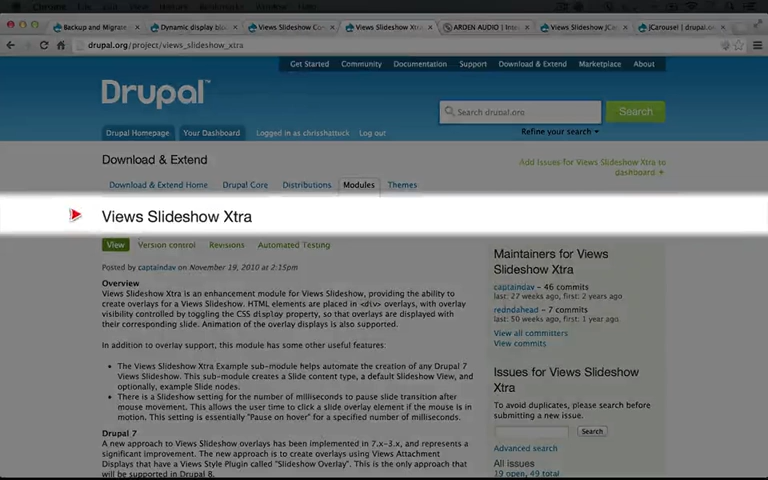 Backup and Migrate
Dynamic display blo
Views Slideshow Co
Views Slideshow Xtra
ARDEN AUDIO | Intro
Views Slideshow JCa
jCarousel | drupal.o
drupal.org/project/views_slideshow_xtra
Get Started Community Documentation Support Download & Extend Marketplace About
Drupal™
Search drupal.org
Search
Refine your search
Drupal Homepage Your Dashboard Logged in as chrisshattuck Log out
Download & Extend
Add Issues for Views Slideshow Xtra to
dashboard
Download & Extend Home Drupal Core Distributions Modules Themes
Views Slideshow Xtra
View Version control Revisions Automated Testing
Posted by captaindav on November 19, 2010 at 2:15pm
Overview
Views Slideshow Xtra is an enhancement module for Views Slideshow, providing the ability to
create overlays for a Views Slideshow. HTML elements are placed in <div> overlays, with overlay
visibility controlled by toggling the CSS display property, so that overlays are displayed with
their corresponding slide. Animation of the overlay displays is also supported.
In addition to overlay support, this module has some other useful features:
• The Views Slideshow Xtra Example sub-module helps automate the creation of any Drupal 7
Views Slideshow. This sub-module creates a Slide content type, a default Slideshow View, and
optionally, example Slide nodes.
• There is a Slideshow setting for the number of milliseconds to pause slide transition after
mouse movement. This allows the user time to click a slide overlay element if the mouse is in
motion. This setting is essentially "Pause on hover" for a specified number of milliseconds.
Drupal 7
A new approach to Views Slideshow overlays has been implemented in 7.x-3.x, and represents a
significant improvement. The new approach is to create overlays using Views Attachment
Displays that have a Views Style Plugin called "Slideshow Overlay". This is the only approach that
will be supported in Drupal 8.
Maintainers for Views
Slideshow Xtra
captaindav - 46 commits
last: 27 weeks ago, first: 2 years ago
redndahead - 7 commits
last: 50 weeks ago, first: 1 year ago
View all committers
View commits
Issues for Views Slideshow
Xtra
To avoid duplicates, please search before
submitting a new issue.
Search
Advanced search
All issues
19 open, 49 total